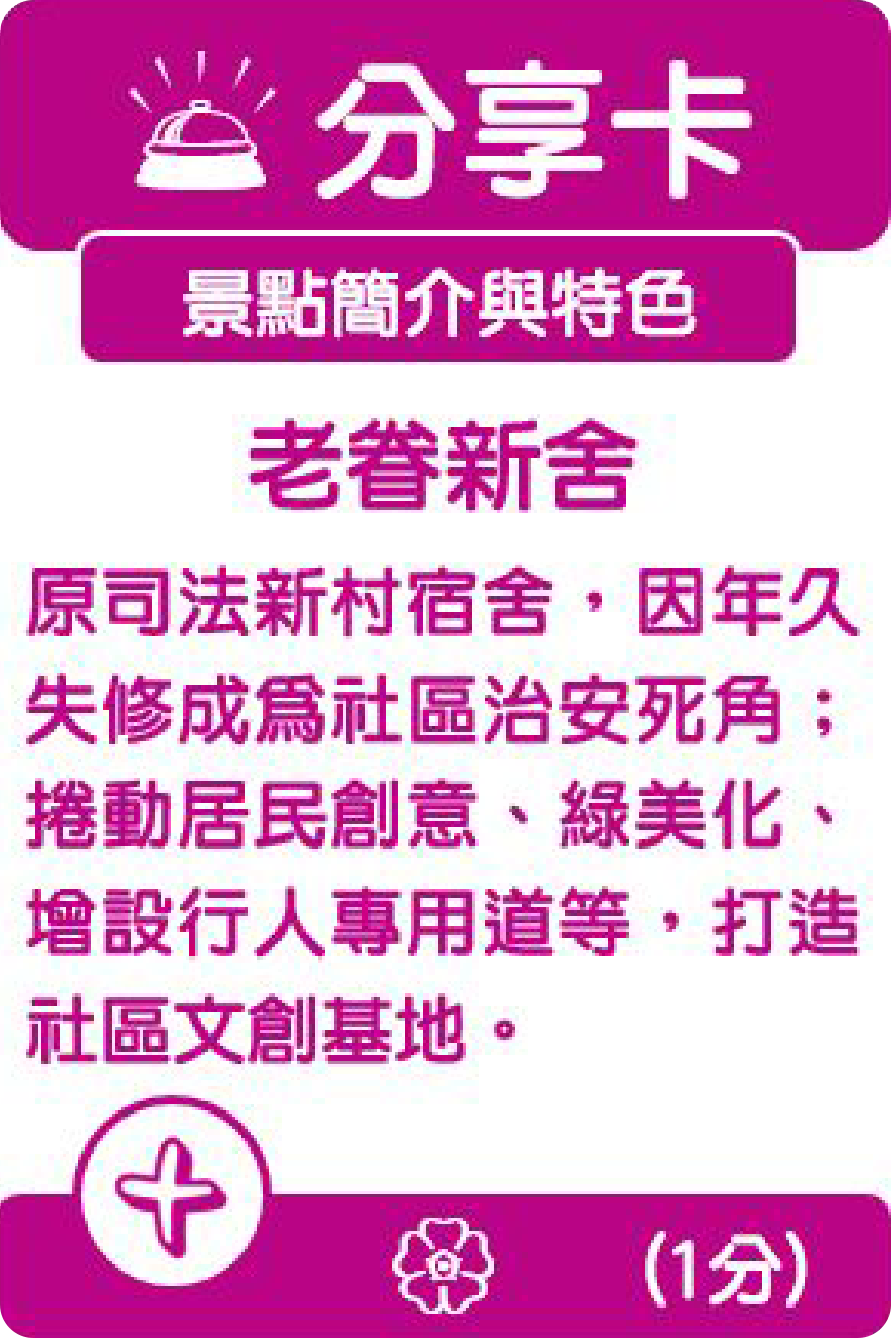 分享卡
景點簡介與特色
老眷新舍
原司法新村宿舍，因年久
失修成為社區治安死角；
捲動居民創意、綠美化、
增設行人專用道等，打造
社區文創基地。
(1分)